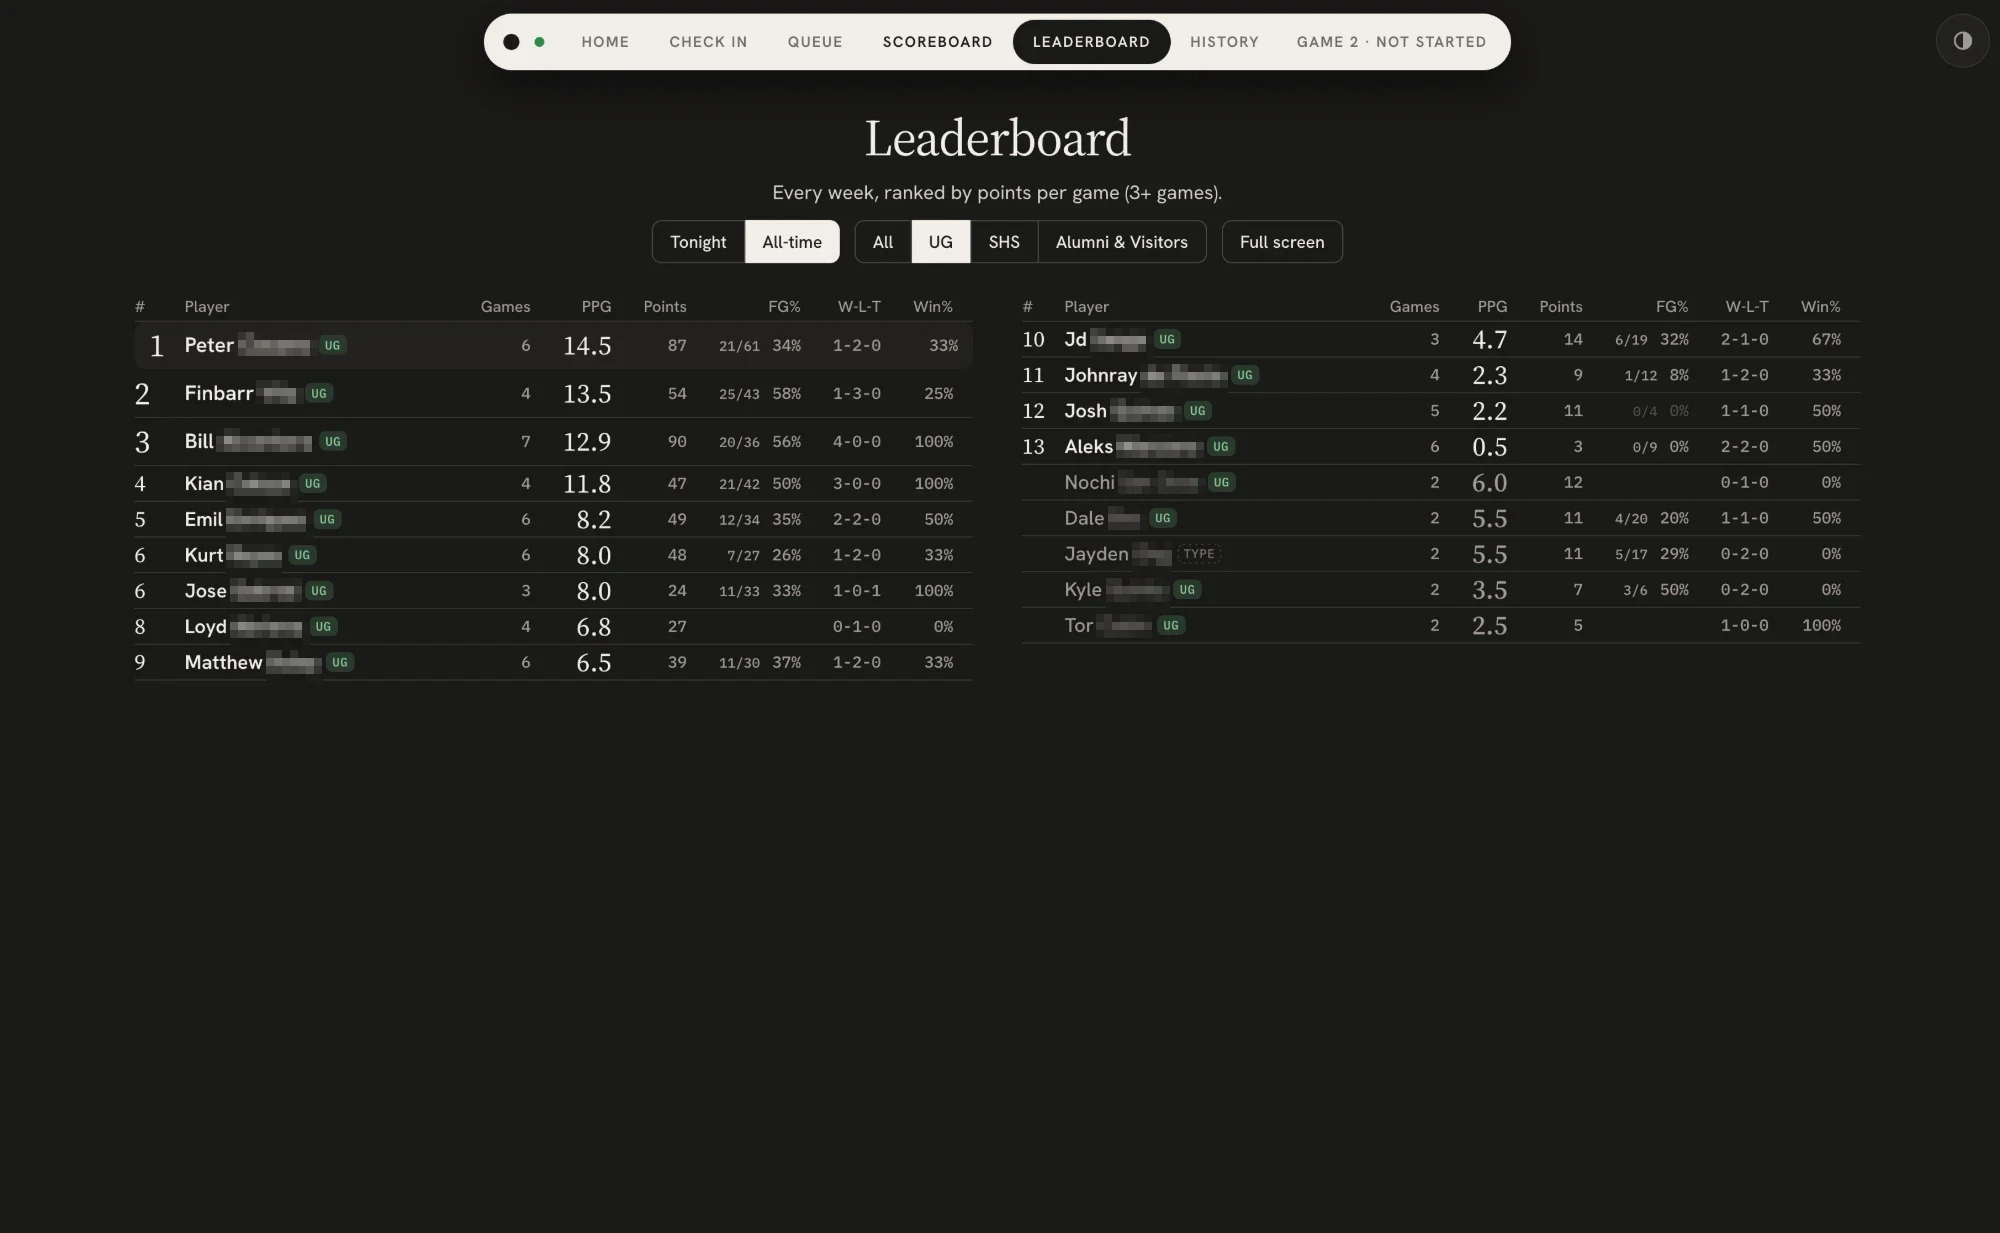 HOME CHECK IN QUEUE SCOREBOARD LEADERBOARD HISTORY GAME 2 · NOT STARTED
Leaderboard
Every week, ranked by points per game (3+ games).
Tonight All-time All UG SHS Alumni & Visitors Full screen
# Player Games PPG Points FG% W-L-T Win%
1 Peter UG 6 14.5 87 21/61 34% 1-2-0 33%
2 Finbarr UG 4 13.5 54 25/43 58% 1-3-0 25%
3 Bill UG 7 12.9 90 20/36 56% 4-0-0 100%
4 Kian UG 4 11.8 47 21/42 50% 3-0-0 100%
5 Emil UG 6 8.2 49 12/34 35% 2-2-0 50%
6 Kurt UG 6 8.0 48 7/27 26% 1-2-0 33%
6 Jose UG 3 8.0 24 11/33 33% 1-0-1 100%
8 Loyd UG 4 6.8 27 0-1-0 0%
9 Matthew UG 6 6.5 39 11/30 37% 1-2-0 33%
# Player Games PPG Points FG% W-L-T Win%
10 Jd UG 3 4.7 14 6/19 32% 2-1-0 67%
11 Johnray UG 4 2.3 9 1/12 8% 1-2-0 33%
12 Josh UG 5 2.2 11 0/4 0% 1-1-0 50%
13 Aleks UG 6 0.5 3 0/9 0% 2-2-0 50%
Nochi UG 2 6.0 12 0-1-0 0%
Dale UG 2 5.5 11 4/20 20% 1-1-0 50%
Jayden TYPE 2 5.5 11 5/17 29% 0-2-0 0%
Kyle UG 2 3.5 7 3/6 50% 0-2-0 0%
Tor UG 2 2.5 5 1-0-0 100%